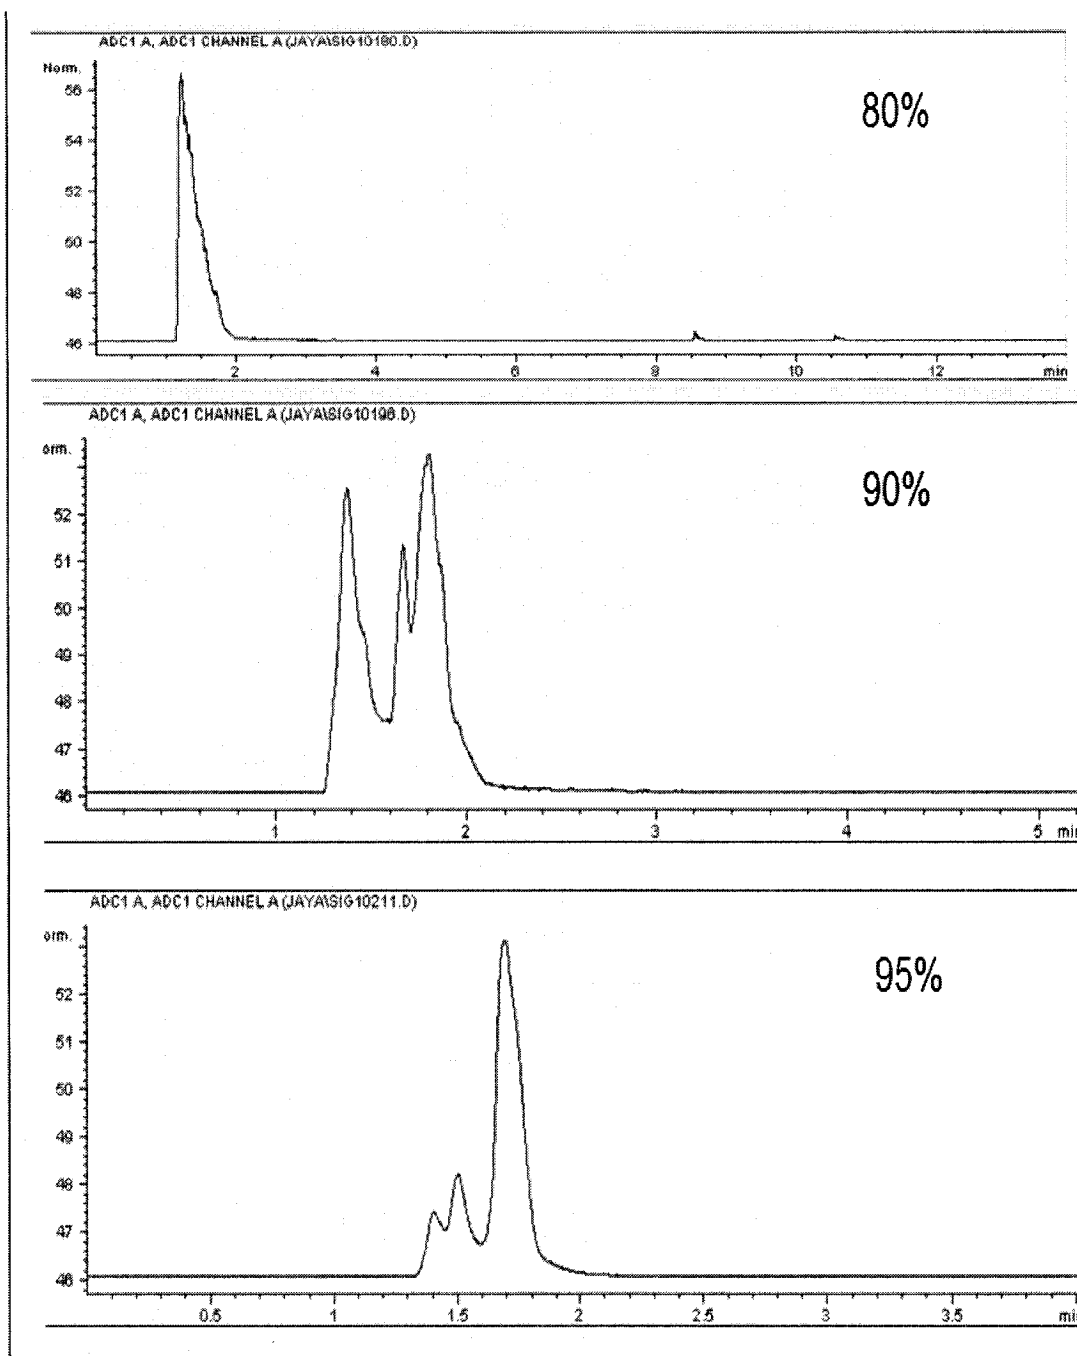 ADC1 A, ADC1 CHANNEL A (JAYA\SIG10180.D)
Norm.
80%
56
54
52
50
48
46
2 4 6 8 10 12 min
ADC1 A, ADC1 CHANNEL A (JAYA\SIG10196.D)
orm.
90%
52
51
50
49
48
47
46
1 2 3 4 5 min
ADC1 A, ADC1 CHANNEL A (JAYA\SIG10211.D)
orm.
95%
52
51
50
49
48
47
46
0.5 1 1.5 2 2.5 3 3.5 min